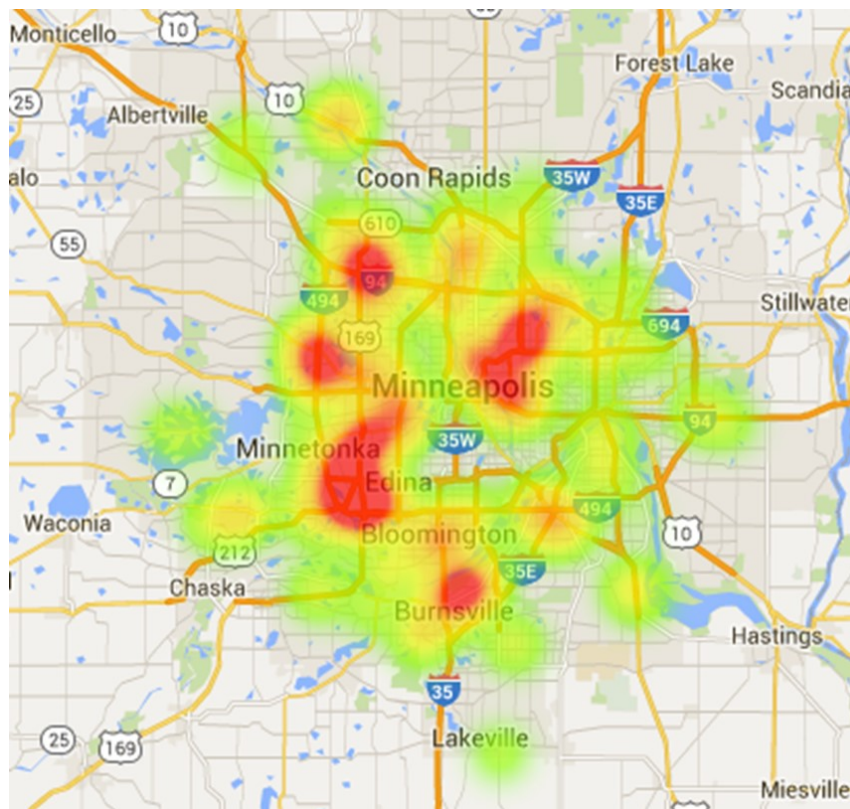 Monticello
10
Forest Lake
Scandia
25
10
Albertville
alo
Coon Rapids
35W
35E
610
55
94
494
Stillwate
694
169
Minneapolis
94
Minnetonka
35W
7
Edina
494
Waconia
Bloomington
10
212
35E
Chaska
Burnsville
Hastings
35
25
169
Lakeville
Miesville